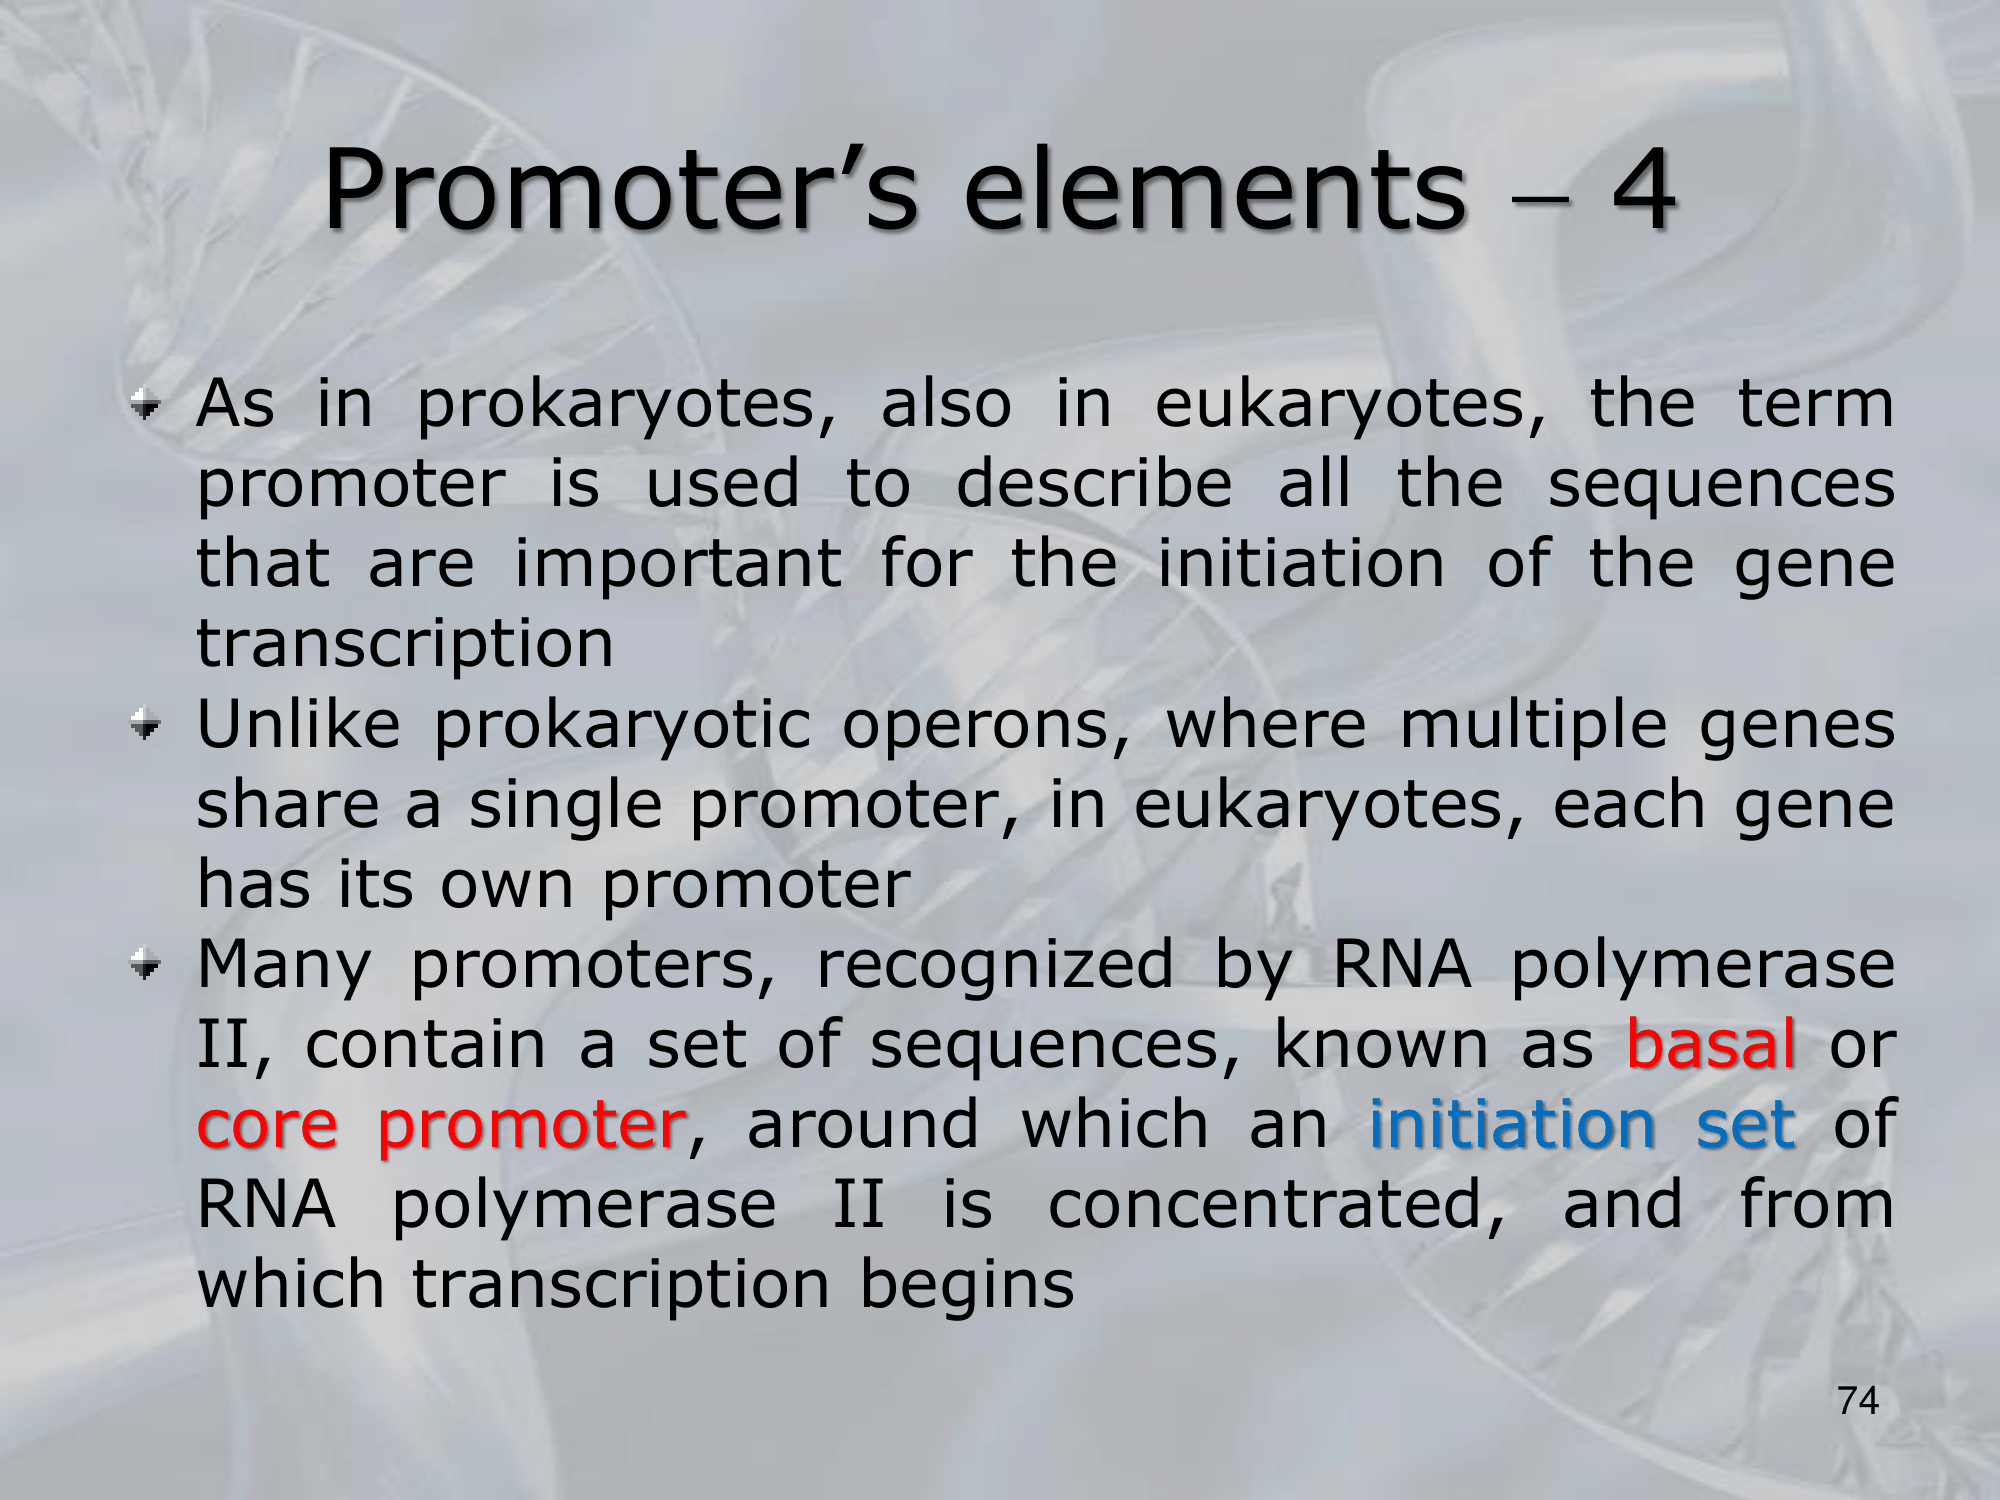 Promoter’s elements – 4
As in prokaryotes, also in eukaryotes, the term
promoter is used to describe all the sequences
that are important for the initiation of the gene
transcription
Unlike prokaryotic operons, where multiple genes
share a single promoter, in eukaryotes, each gene
has its own promoter
Many promoters, recognized by RNA polymerase
II, contain a set of sequences, known as basal or
core promoter, around which an initiation set of
RNA polymerase II is concentrated, and from
which transcription begins
74